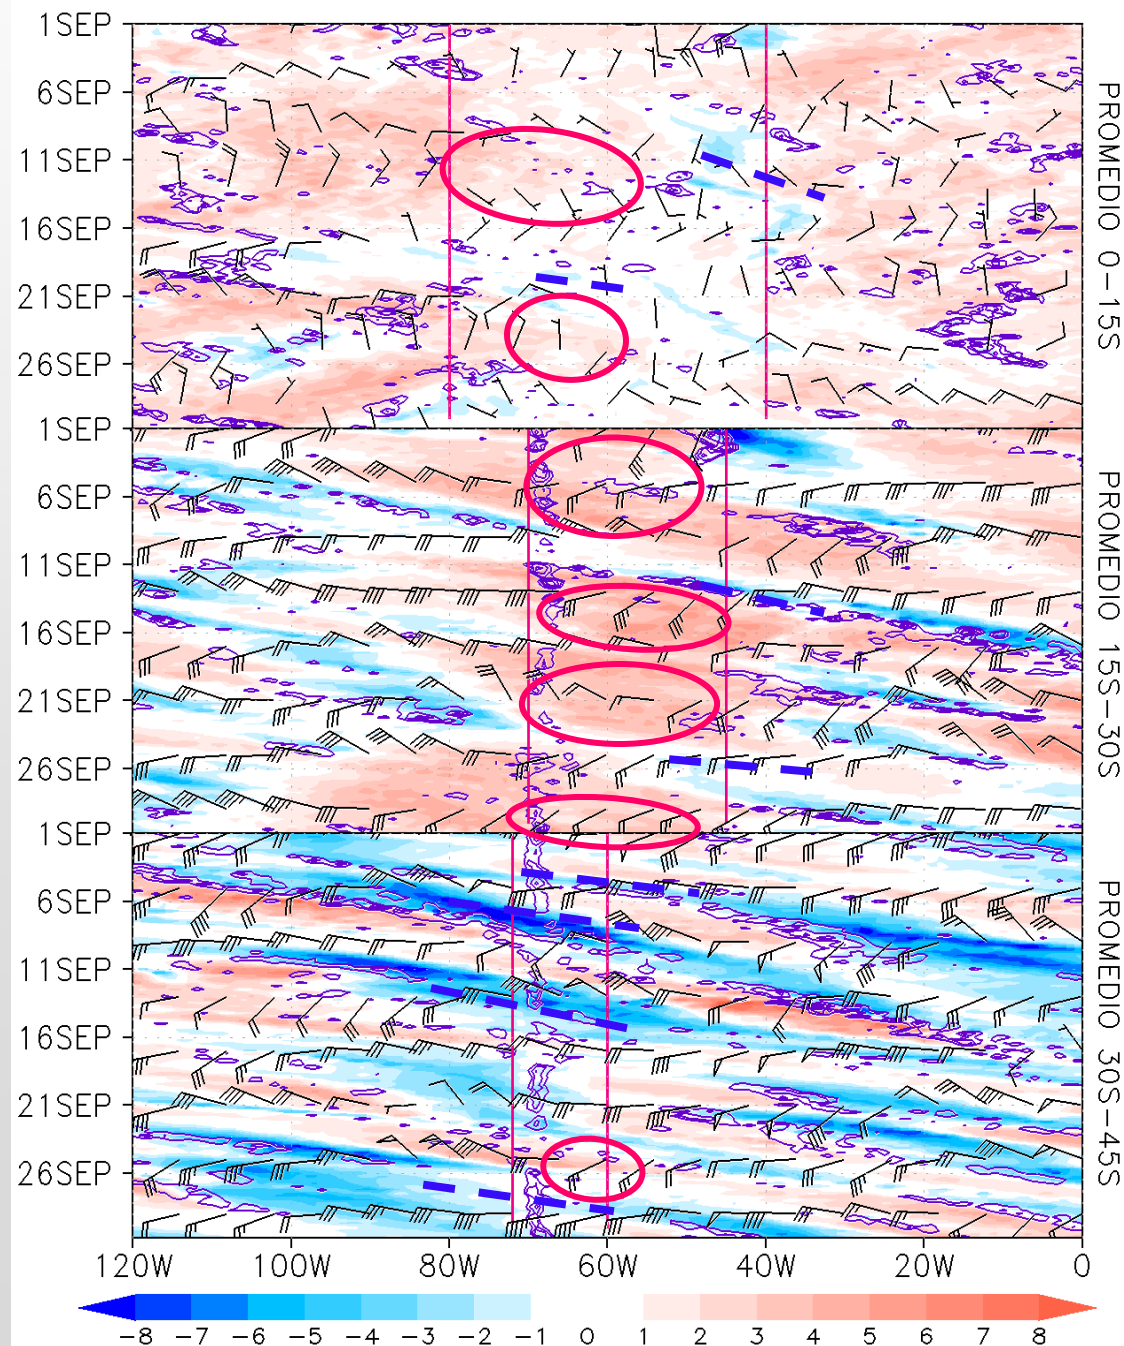 1SEP
6SEP
11SEP
16SEP
21SEP
26SEP
PROMEDIO 0-15S
1SEP
6SEP
11SEP
16SEP
21SEP
26SEP
PROMEDIO 15S-30S
1SEP
6SEP
11SEP
16SEP
21SEP
26SEP
PROMEDIO 30S-45S
120W 100W 80W 60W 40W 20W 0
-8 -7 -6 -5 -4 -3 -2 -1 0 1 2 3 4 5 6 7 8